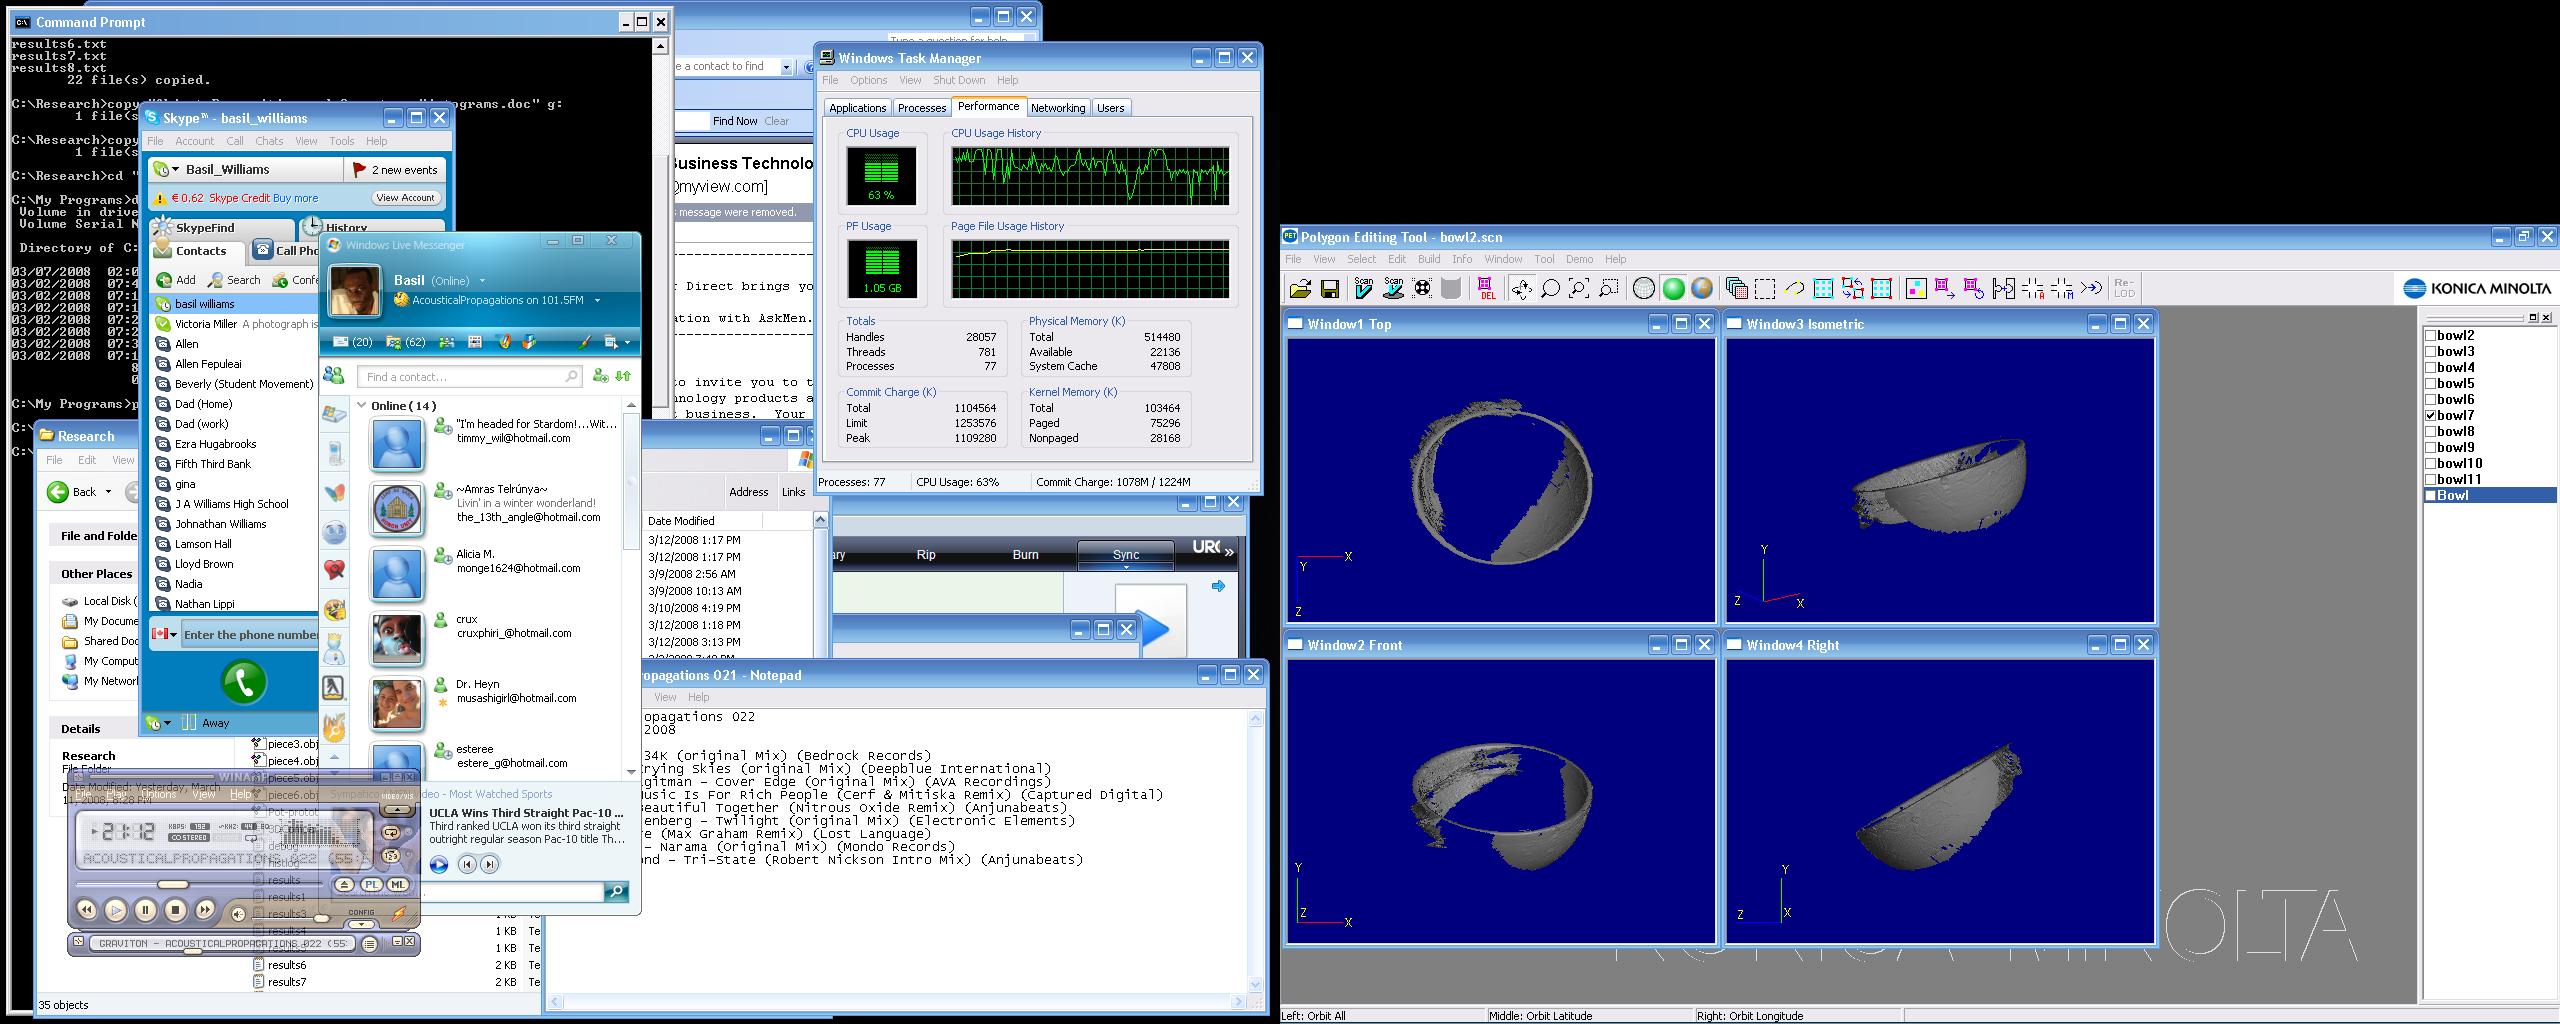 Command Prompt
results6.txt
results7.txt
results8.txt
22 file(s) copied.
1 file(s
C:\Research>copy
1 file(s
C:\Research>cd "
C:\My Programs>d
Volume in drive
Volume Serial N
Directory of C:
03/07/2008 02:0
03/02/2008 07:4
03/02/2008 07:1
03/02/2008 07:1
03/02/2008 07:2
03/02/2008 07:2
03/02/2008 07:3
03/02/2008 07:1
C:\My Programs>p
Skype™ - basil_williams
File Account Call Chats View Tools Help
Basil_Williams 2 new events
€ 0.62 Skype Credit Buy more View Account
SkypeFind History
Contacts Call Pho
Add Search Confe
basil williams
Victoria Miller A photograph is
Allen
Allen Fepuleai
Beverly (Student Movement)
Dad (Home)
Dad (work)
Ezra Hugabrooks
Fifth Third Bank
gina
J A Williams High School
Johnathan Williams
Lamson Hall
Lloyd Brown
Nadia
Nathan Lippi
Enter the phone number
Away
Windows Live Messenger
Basil (Online)
AcousticalPropagations on 101.5FM
(20) (62)
Find a contact...
Online (14)
"I'm headed for Stardom!...Wit...
timmy_wil@hotmail.com
~Amras Telrúnya~
Livin' in a winter wonderland!
the_13th_angle@hotmail.com
Alicia M.
monge1624@hotmail.com
crux
cruxphiri_@hotmail.com
Dr. Heyn
musashigirl@hotmail.com
esteree
estere_g@hotmail.com
deo - Most Watched Sports
UCLA Wins Third Straight Pac-10 ...
Third ranked UCLA won its third straight
outright regular season Pac-10 title Th...
Type a question for help
e a contact to find
Find Now Clear
Business Technolo
@myview.com]
s message were removed.
r Direct brings yo
ation with AskMen.
to invite you to t
nology products a
t business. Your
Windows Task Manager
File Options View Shut Down Help
Applications Processes Performance Networking Users
CPU Usage CPU Usage History
63 %
PF Usage Page File Usage History
1.05 GB
Totals
Handles 28057
Threads 781
Processes 77
Physical Memory (K)
Total 514480
Available 22136
System Cache 47808
Commit Charge (K)
Total 1104564
Limit 1253576
Peak 1109280
Kernel Memory (K)
Total 103464
Paged 75296
Nonpaged 28168
Processes: 77 CPU Usage: 63% Commit Charge: 1078M / 1224M
Research
File Edit View
Back
Address Links
File and Folde
Other Places
Local Disk (
My Docume
Shared Doc
My Comput
My Networ
Details
Research
File Folder
Date Modified: Yesterday, March
11, 2008, 8:28 PM
Date Modified
3/12/2008 1:17 PM
3/12/2008 1:17 PM
3/9/2008 2:56 AM
3/9/2008 10:13 AM
3/10/2008 4:19 PM
3/12/2008 1:18 PM
3/12/2008 3:13 PM
piece3.obj
piece4.obj
piece5.obj
piece6.obj
results
results1
results3
results4
results6 2 KB Te
results7 2 KB Te
1 KB Te
1 KB Te
35 objects
File Play Options View Help
21:12
KBPS: 192 KHZ: 44
STEREO
ACOUSTICALPROPAGATIONS 022 (55:
PL ML
CONFIG
GRAVITON - ACOUSTICALPROPAGATIONS 022 (55:
ary Rip Burn Sync URG »
opagations 021 - Notepad
View Help
opagations 022
2008
34K (original Mix) (Bedrock Records)
rying Skies (Original Mix) (Deepblue International)
gitman - Cover Edge (Original Mix) (AVA Recordings)
usic Is For Rich People (Cerf & Mitiska Remix) (Captured Digital)
eautiful Together (Nitrous Oxide Remix) (Anjunabeats)
enberg - Twilight (Original Mix) (Electronic Elements)
e (Max Graham Remix) (Lost Language)
- Narama (Original Mix) (Mondo Records)
ond - Tri-State (Robert Nickson Intro Mix) (Anjunabeats)
Polygon Editing Tool - bowl2.scn
File View Select Edit Build Info Window Tool Demo Help
Scan Scan DEL Re-LOD
KONICA MINOLTA
Window1 Top
X
Y
Z
Window3 Isometric
Y
Z
X
Window2 Front
Y
Z
X
Window4 Right
Y
Z
X
bowl2
bowl3
bowl4
bowl5
bowl6
bowl7
bowl8
bowl9
bowl10
bowl11
Bowl
KONICA MINOLTA
Left: Orbit All Middle: Orbit Latitude Right: Orbit Longitude